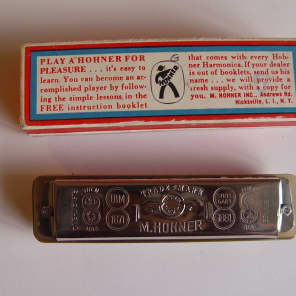 PLAY A HOHNER FOR
PLEASURE . . . it's easy to
learn. You can become an ac-
complished player by follow-
ing the simple lessons, in the
FREE instruction booklet
that comes with every Hoh-
ner Harmonica. If your dealer
is out of booklets, send us his
name . . . we will provide a
fresh supply, with a copy for
you. M. HOHNER INC., Andrews Rd.
Hicksville, L. I., N. Y.
TRADE MARK
ULM
1871
1881
M. HOHNER